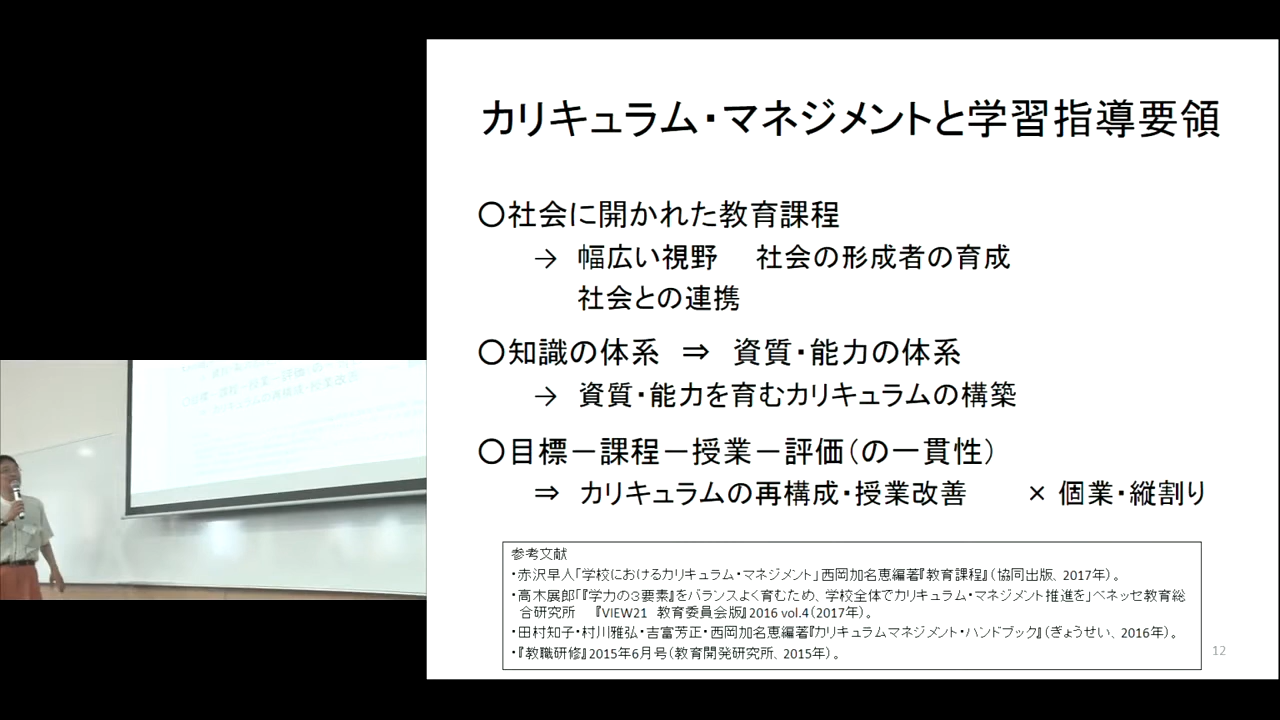 カリキュラム・マネジメントと学習指導要領
〇社会に開かれた教育課程
→ 幅広い視野 社会の形成者の育成
社会との連携
〇知識の体系 ⇒ 資質・能力の体系
→ 資質・能力を育むカリキュラムの構築
〇目標－課程－授業－評価(の一貫性)
⇒ カリキュラムの再構成・授業改善 × 個業・縦割り
参考文献
・赤沢早人「学校におけるカリキュラム・マネジメント」西岡加名恵編著『教育課程』(協同出版、2017年)。
・高木展郎「『学力の３要素』をバランスよく育むため、学校全体でカリキュラム・マネジメント推進を」ベネッセ教育総
合研究所 『VIEW21 教育委員会版』2016 vol.4(2017年)。
・田村知子・村川雅弘・吉富芳正・西岡加名恵編著『カリキュラムマネジメント・ハンドブック』(ぎょうせい、2016年)。
・『教職研修』2015年6月号(教育開発研究所、2015年)。
12